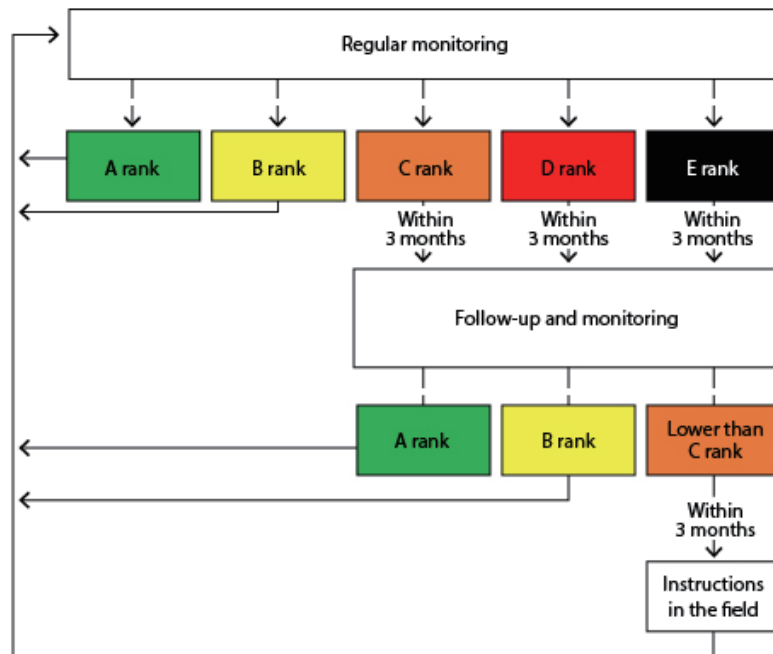 Regular monitoring
A rank
B rank
C rank
D rank
E rank
Within
3 months
Within
3 months
Within
3 months
Follow-up and monitoring
A rank
B rank
Lower than
C rank
Within
3 months
Instructions
in the field